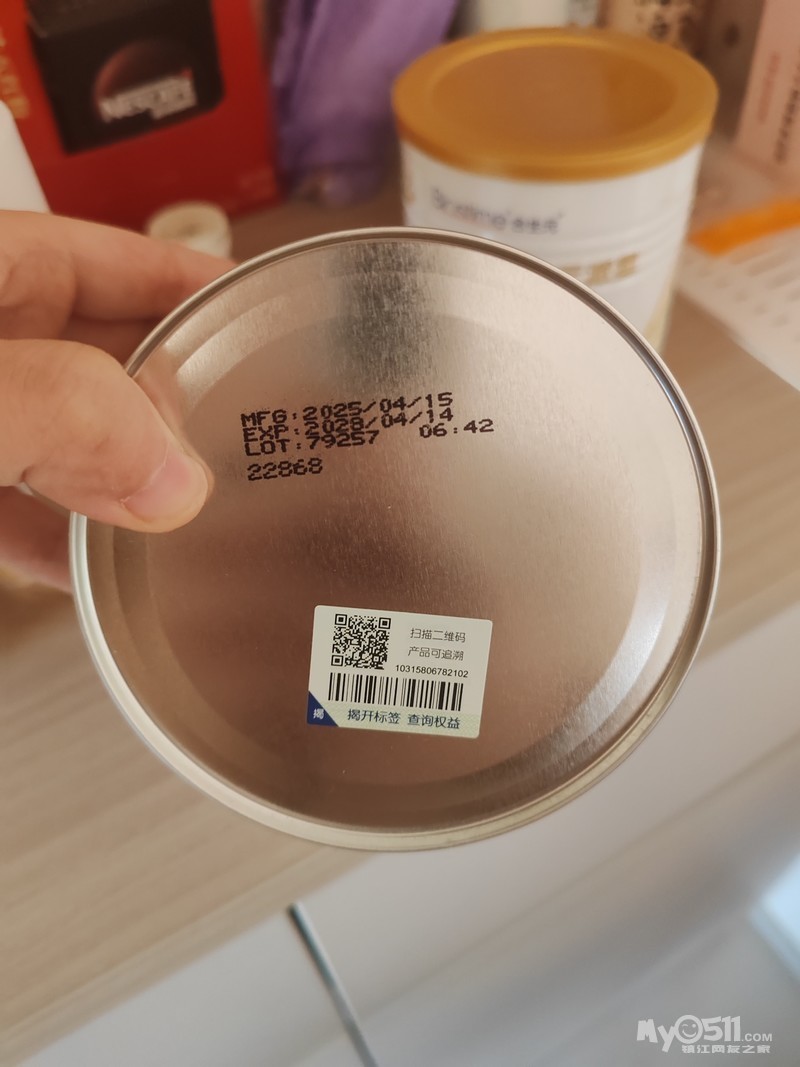 NESCAFÉ
MFG:2025/04/15
EXP:2028/04/14
LOT:79257 06:42
22868
扫描二维码
产品可追溯
10315806782102
揭
揭开标签 查询权益
My0511.COM
镇江网友之家